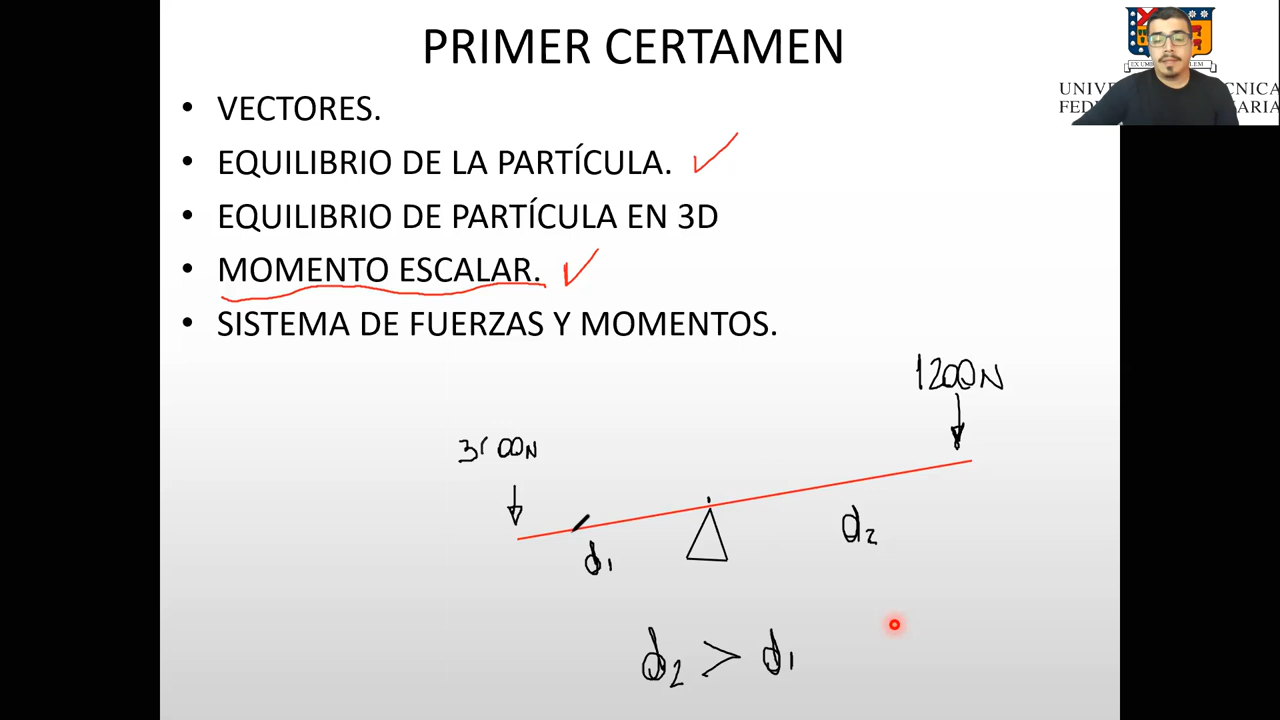 PRIMER CERTAMEN
• VECTORES.
• EQUILIBRIO DE LA PARTÍCULA.
• EQUILIBRIO DE PARTÍCULA EN 3D
• MOMENTO ESCALAR.
• SISTEMA DE FUERZAS Y MOMENTOS.
1200N
d2
d1
d2 > d1